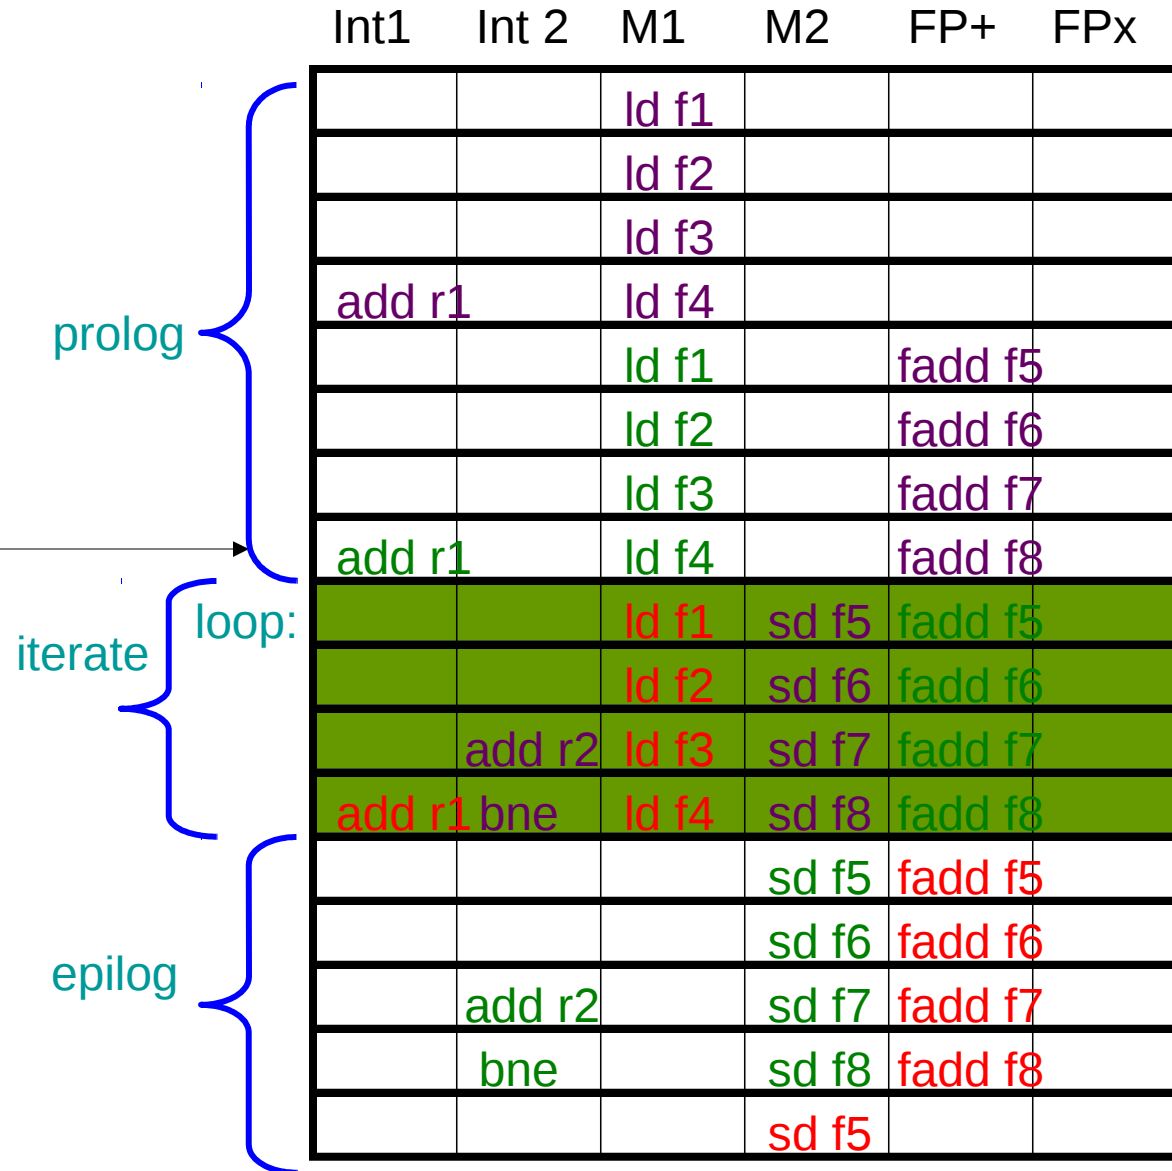 Int1 Int 2 M1 M2 FP+ FPx
ld f1
ld f2
ld f3
add r1 ld f4
prolog
ld f1 fadd f5
ld f2 fadd f6
ld f3 fadd f7
add r1 ld f4 fadd f8
loop: ld f1 sd f5 fadd f5
iterate
ld f2 sd f6 fadd f6
add r2 ld f3 sd f7 fadd f7
add r1 bne ld f4 sd f8 fadd f8
sd f5 fadd f5
sd f6 fadd f6
epilog
add r2 sd f7 fadd f7
bne sd f8 fadd f8
sd f5